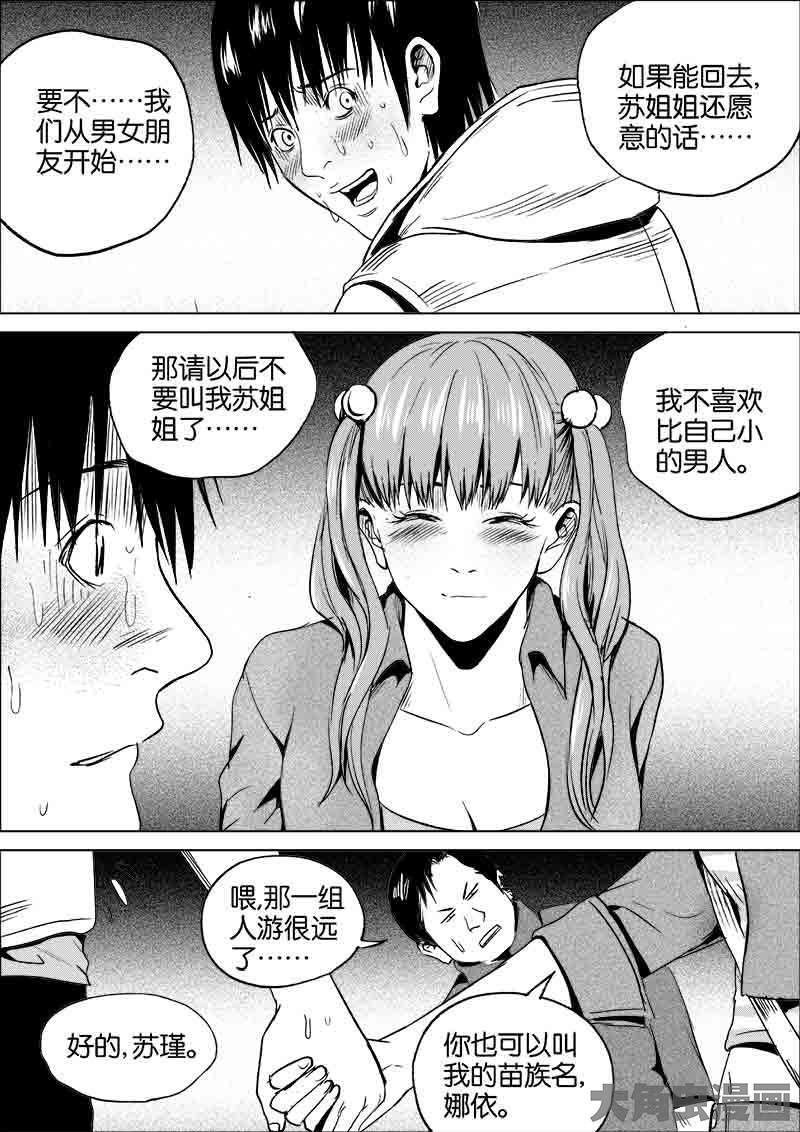 如果能回去,
苏姐姐还愿
意的话……
要不……我
们从男女朋
友开始……
那请以后不
要叫我苏姐
姐了……
我不喜欢
比自己小
的男人。
喂,那一组
人游很远
了……
好的,苏瑾。
你也可以叫
我的苗族名,
娜依。
大角虫漫画